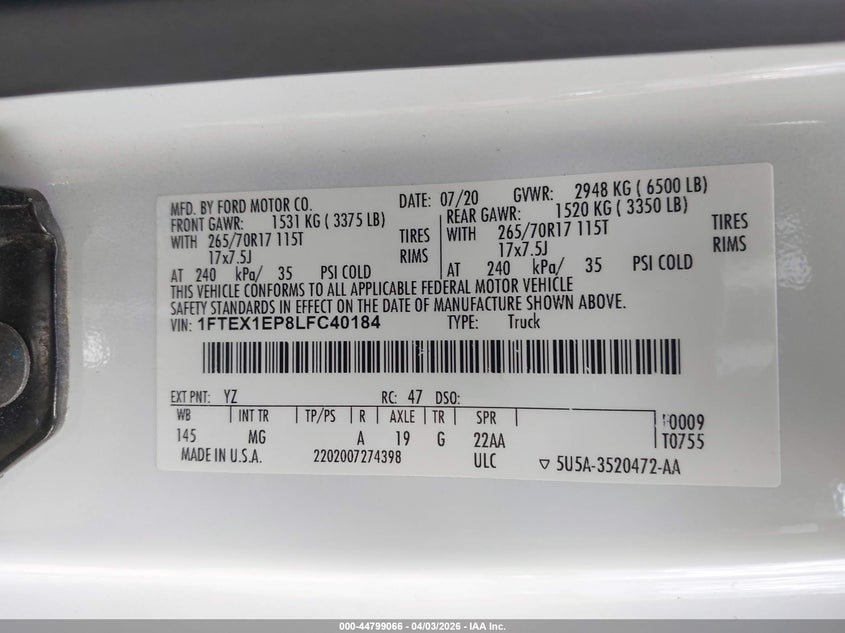 MFD. BY FORD MOTOR CO. DATE: 07/20 GVWR: 2948 KG ( 6500 LB)
FRONT GAWR: 1531 KG ( 3375 LB) REAR GAWR: 1520 KG ( 3350 LB)
WITH 265/70R17 115T TIRES WITH 265/70R17 115T TIRES
17x7.5J RIMS 17x7.5J RIMS
AT 240 kPa/ 35 PSI COLD AT 240 kPa/ 35 PSI COLD
THIS VEHICLE CONFORMS TO ALL APPLICABLE FEDERAL MOTOR VEHICLE
SAFETY STANDARDS IN EFFECT ON THE DATE OF MANUFACTURE SHOWN ABOVE.
VIN: 1FTEX1EP8LFC40184 TYPE: Truck
EXT PNT: YZ RC: 47 DSO:
WB INT TR TP/PS R AXLE TR SPR
145 MG A 19 G 22AA
T0755
MADE IN U.S.A. 2202007274398 ULC ▽ 5U5A-3520472-AA
000-44799066 - 04/03/2026 - IAA Inc.